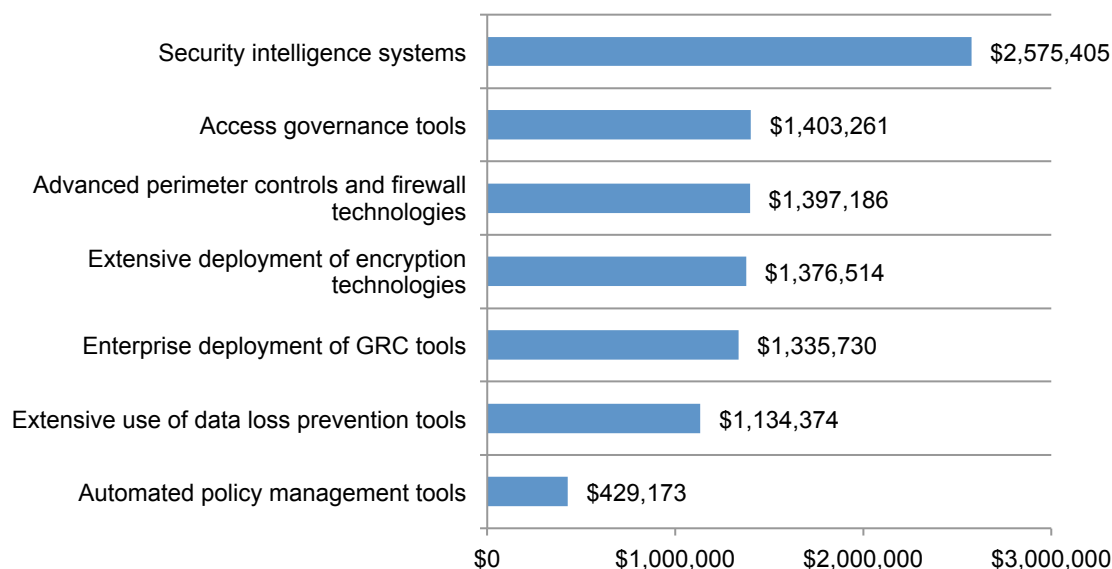 Security intelligence systems
$2,575,405
Access governance tools
$1,403,261
Advanced perimeter controls and firewall
technologies
$1,397,186
Extensive deployment of encryption
technologies
$1,376,514
Enterprise deployment of GRC tools
$1,335,730
Extensive use of data loss prevention tools
$1,134,374
Automated policy management tools
$429,173
$0 $1,000,000 $2,000,000 $3,000,000